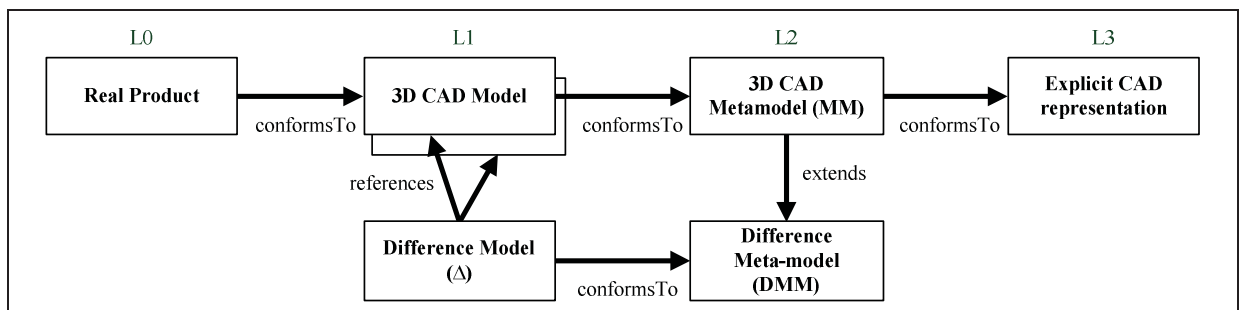 L0
L1
L2
L3
Real Product
3D CAD Model
3D CAD
Metamodel (MM)
Explicit CAD
representation
conformsTo
conformsTo
conformsTo
references
extends
Difference Model
(Δ)
Difference
Meta-model
(DMM)
conformsTo